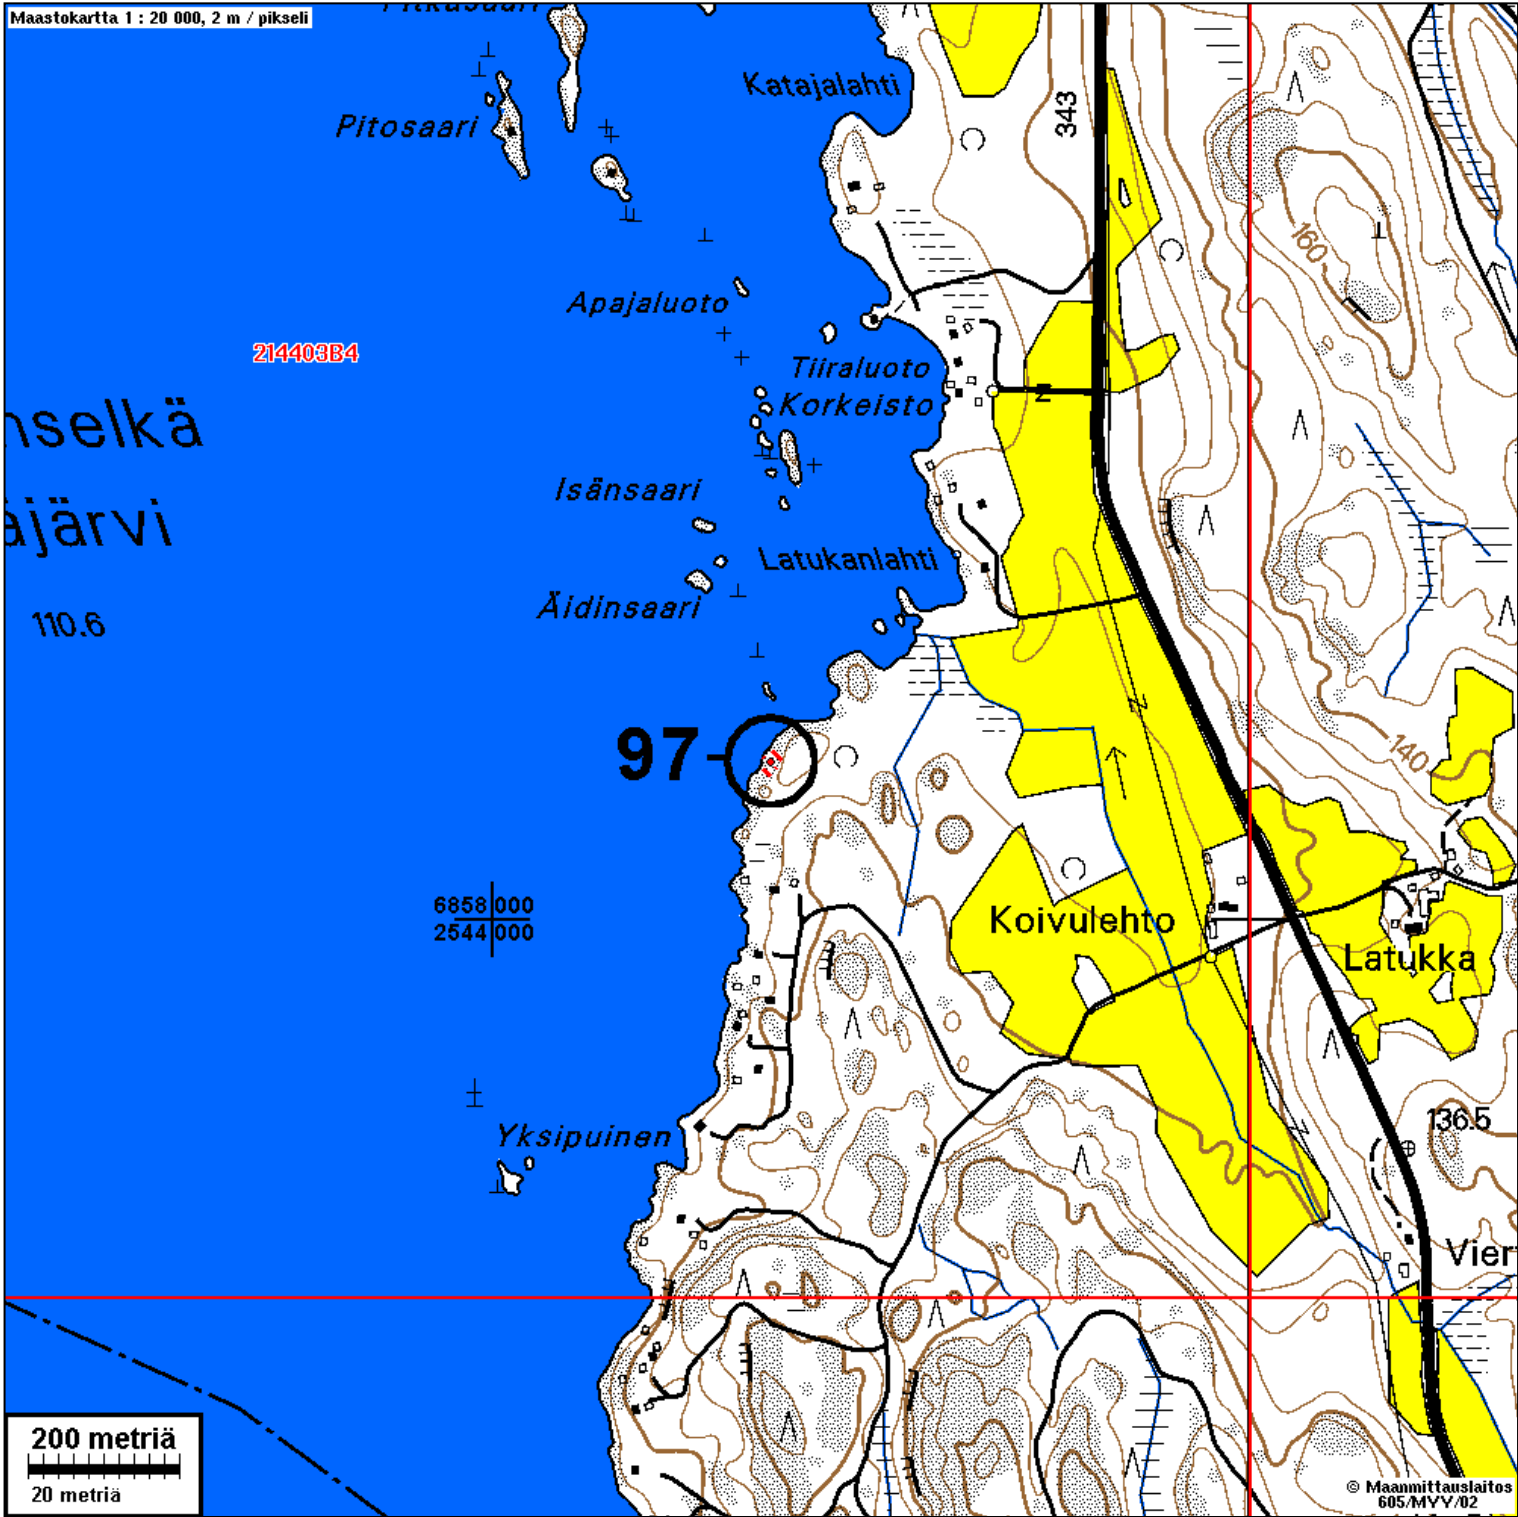 Maastokartta 1 : 20 000, 2 m / pikseli
Katajalahti
343
Pitosaari
160
Apajaluoto
214403B4
Tiiraluoto
Korkeisto
nselkä
Isänsaari
äjärvi
Latukanlahti
Äidinsaari
110.6
97
140
6858 000
2544 000
Koivulehto
Latukka
136.5
Yksipuinen
Vier
200 metriä
20 metriä
© Maanmittauslaitos
605/MYY/02